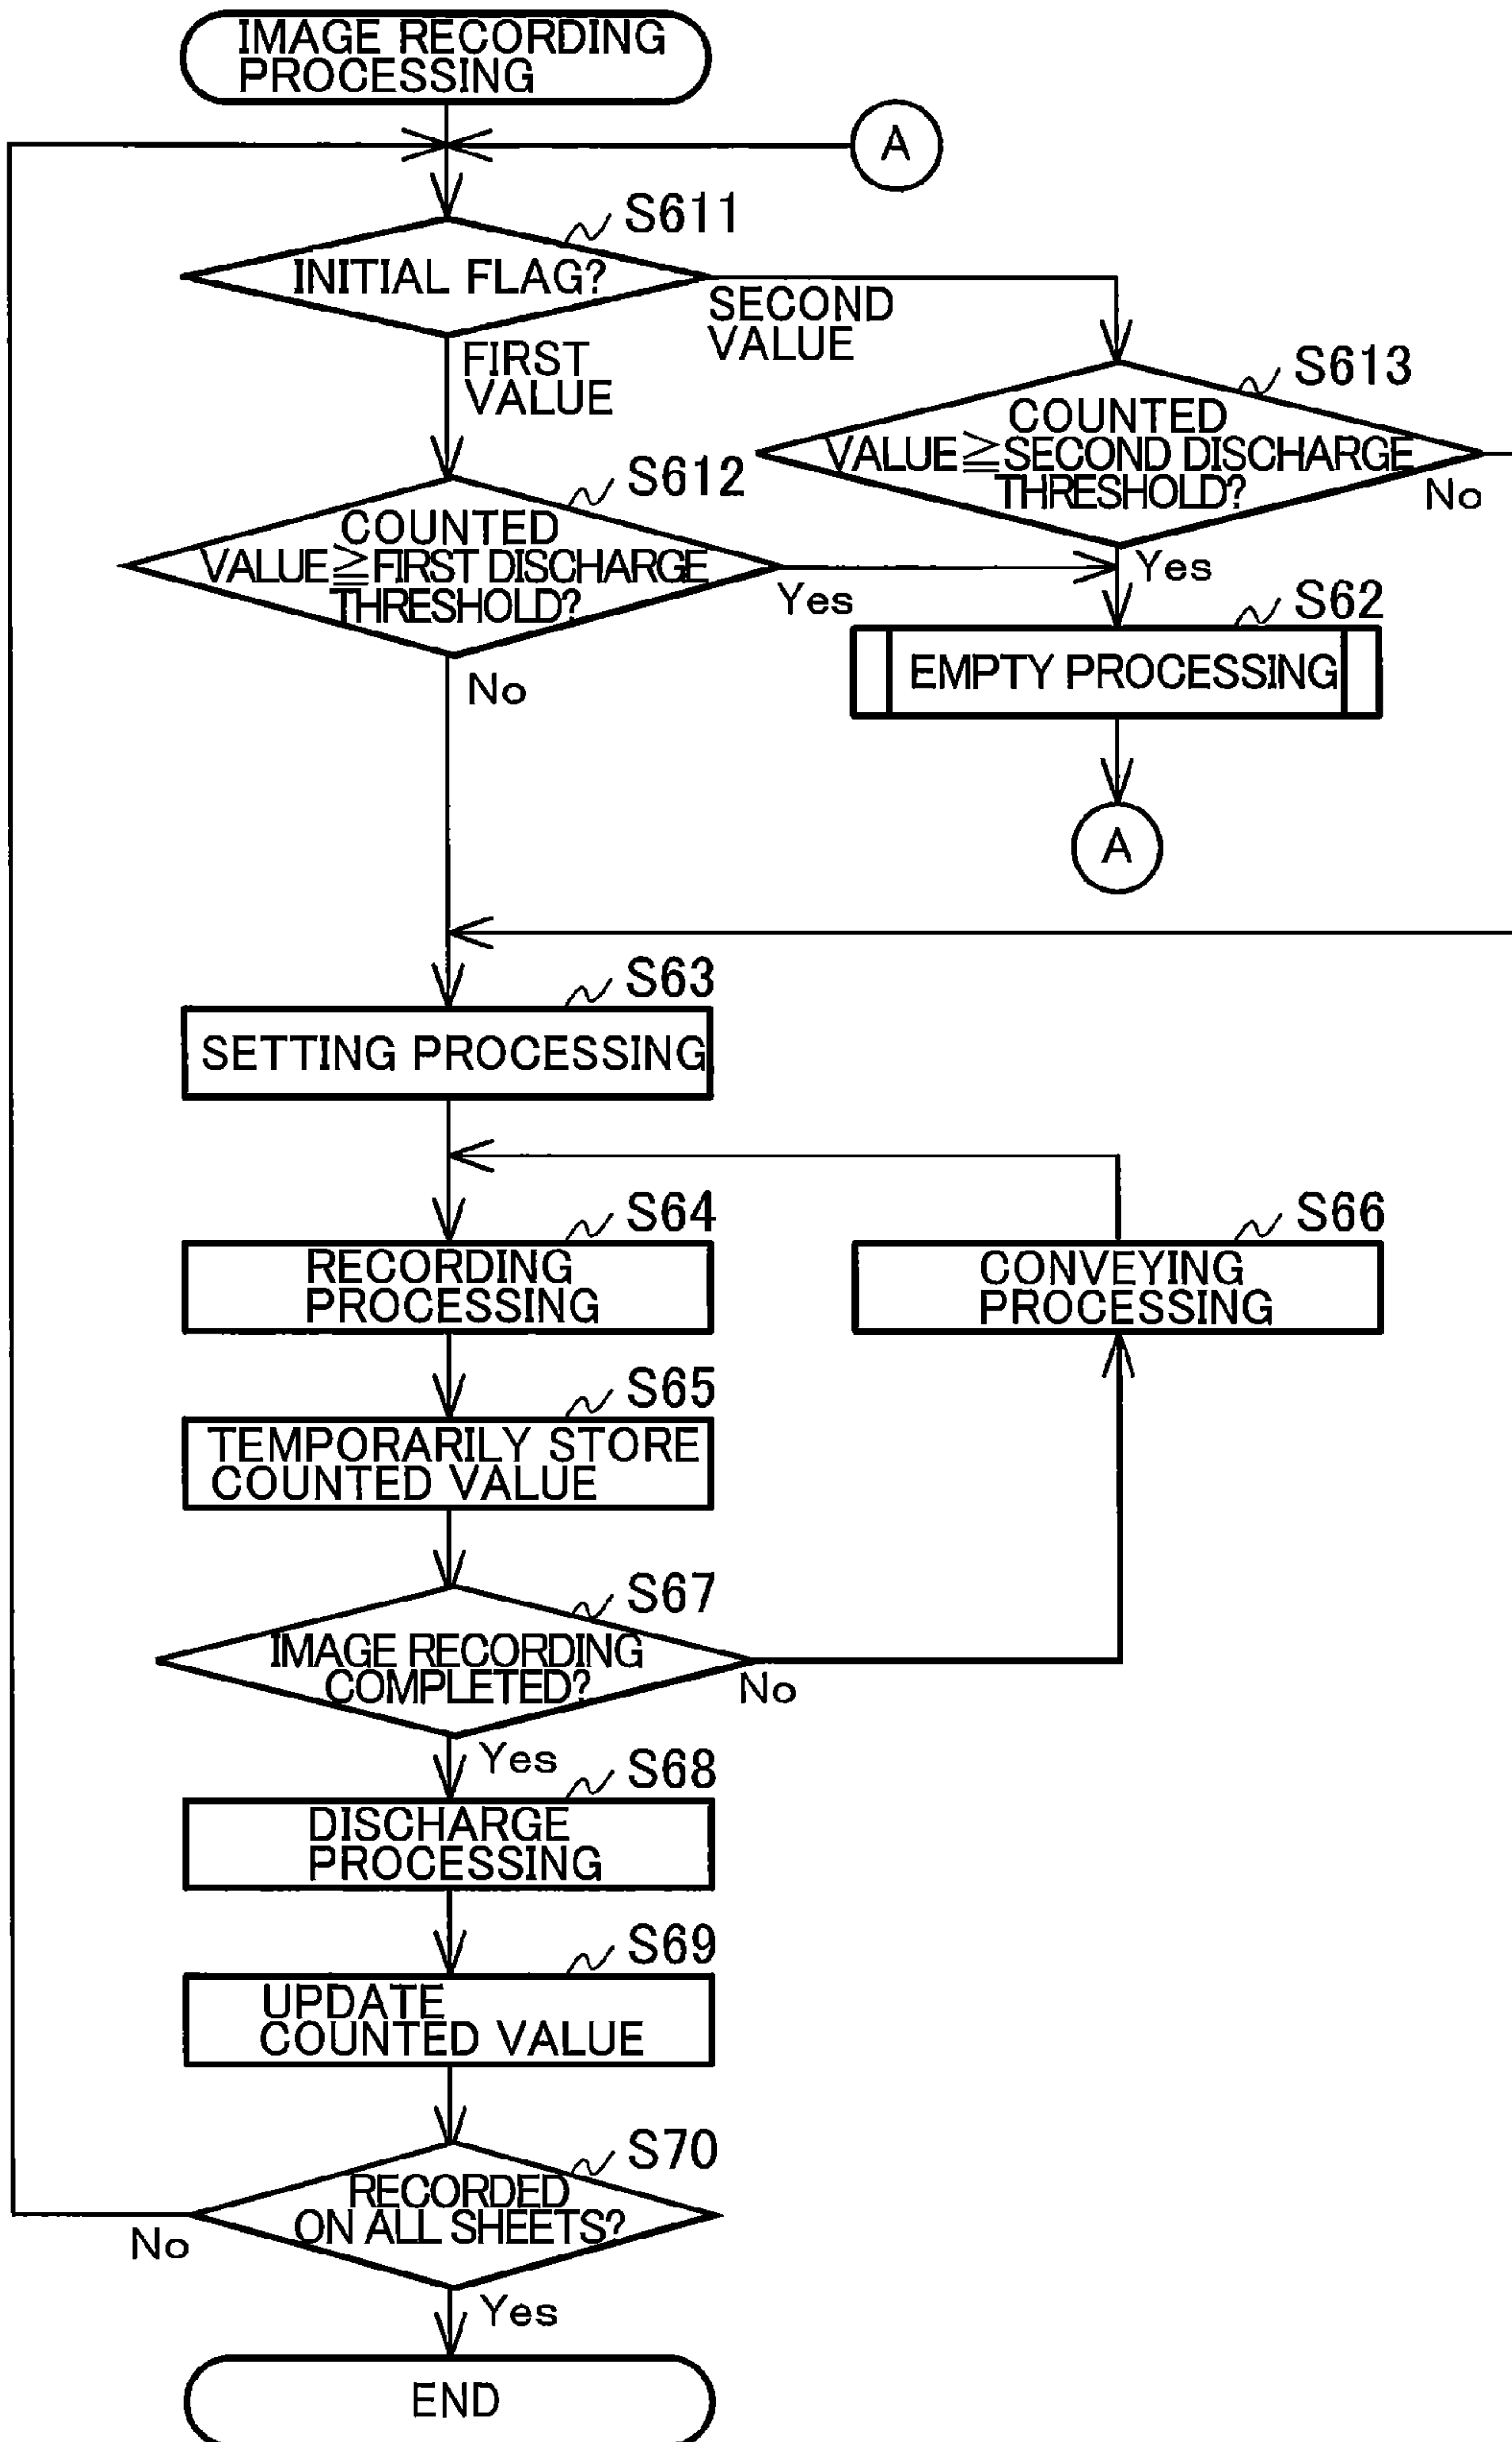 IMAGE RECORDING
PROCESSING
A
S611
INITIAL FLAG?
SECOND
VALUE
FIRST
VALUE
S613
COUNTED
VALUE≧SECOND DISCHARGE
THRESHOLD?
No
Yes
S612
COUNTED
VALUE≧FIRST DISCHARGE
THRESHOLD?
Yes
No
S62
EMPTY PROCESSING
A
S63
SETTING PROCESSING
S64
RECORDING
PROCESSING
S66
CONVEYING
PROCESSING
S65
TEMPORARILY STORE
COUNTED VALUE
S67
IMAGE RECORDING
COMPLETED?
No
Yes
S68
DISCHARGE
PROCESSING
S69
UPDATE
COUNTED VALUE
S70
RECORDED
ON ALL SHEETS?
No
Yes
END